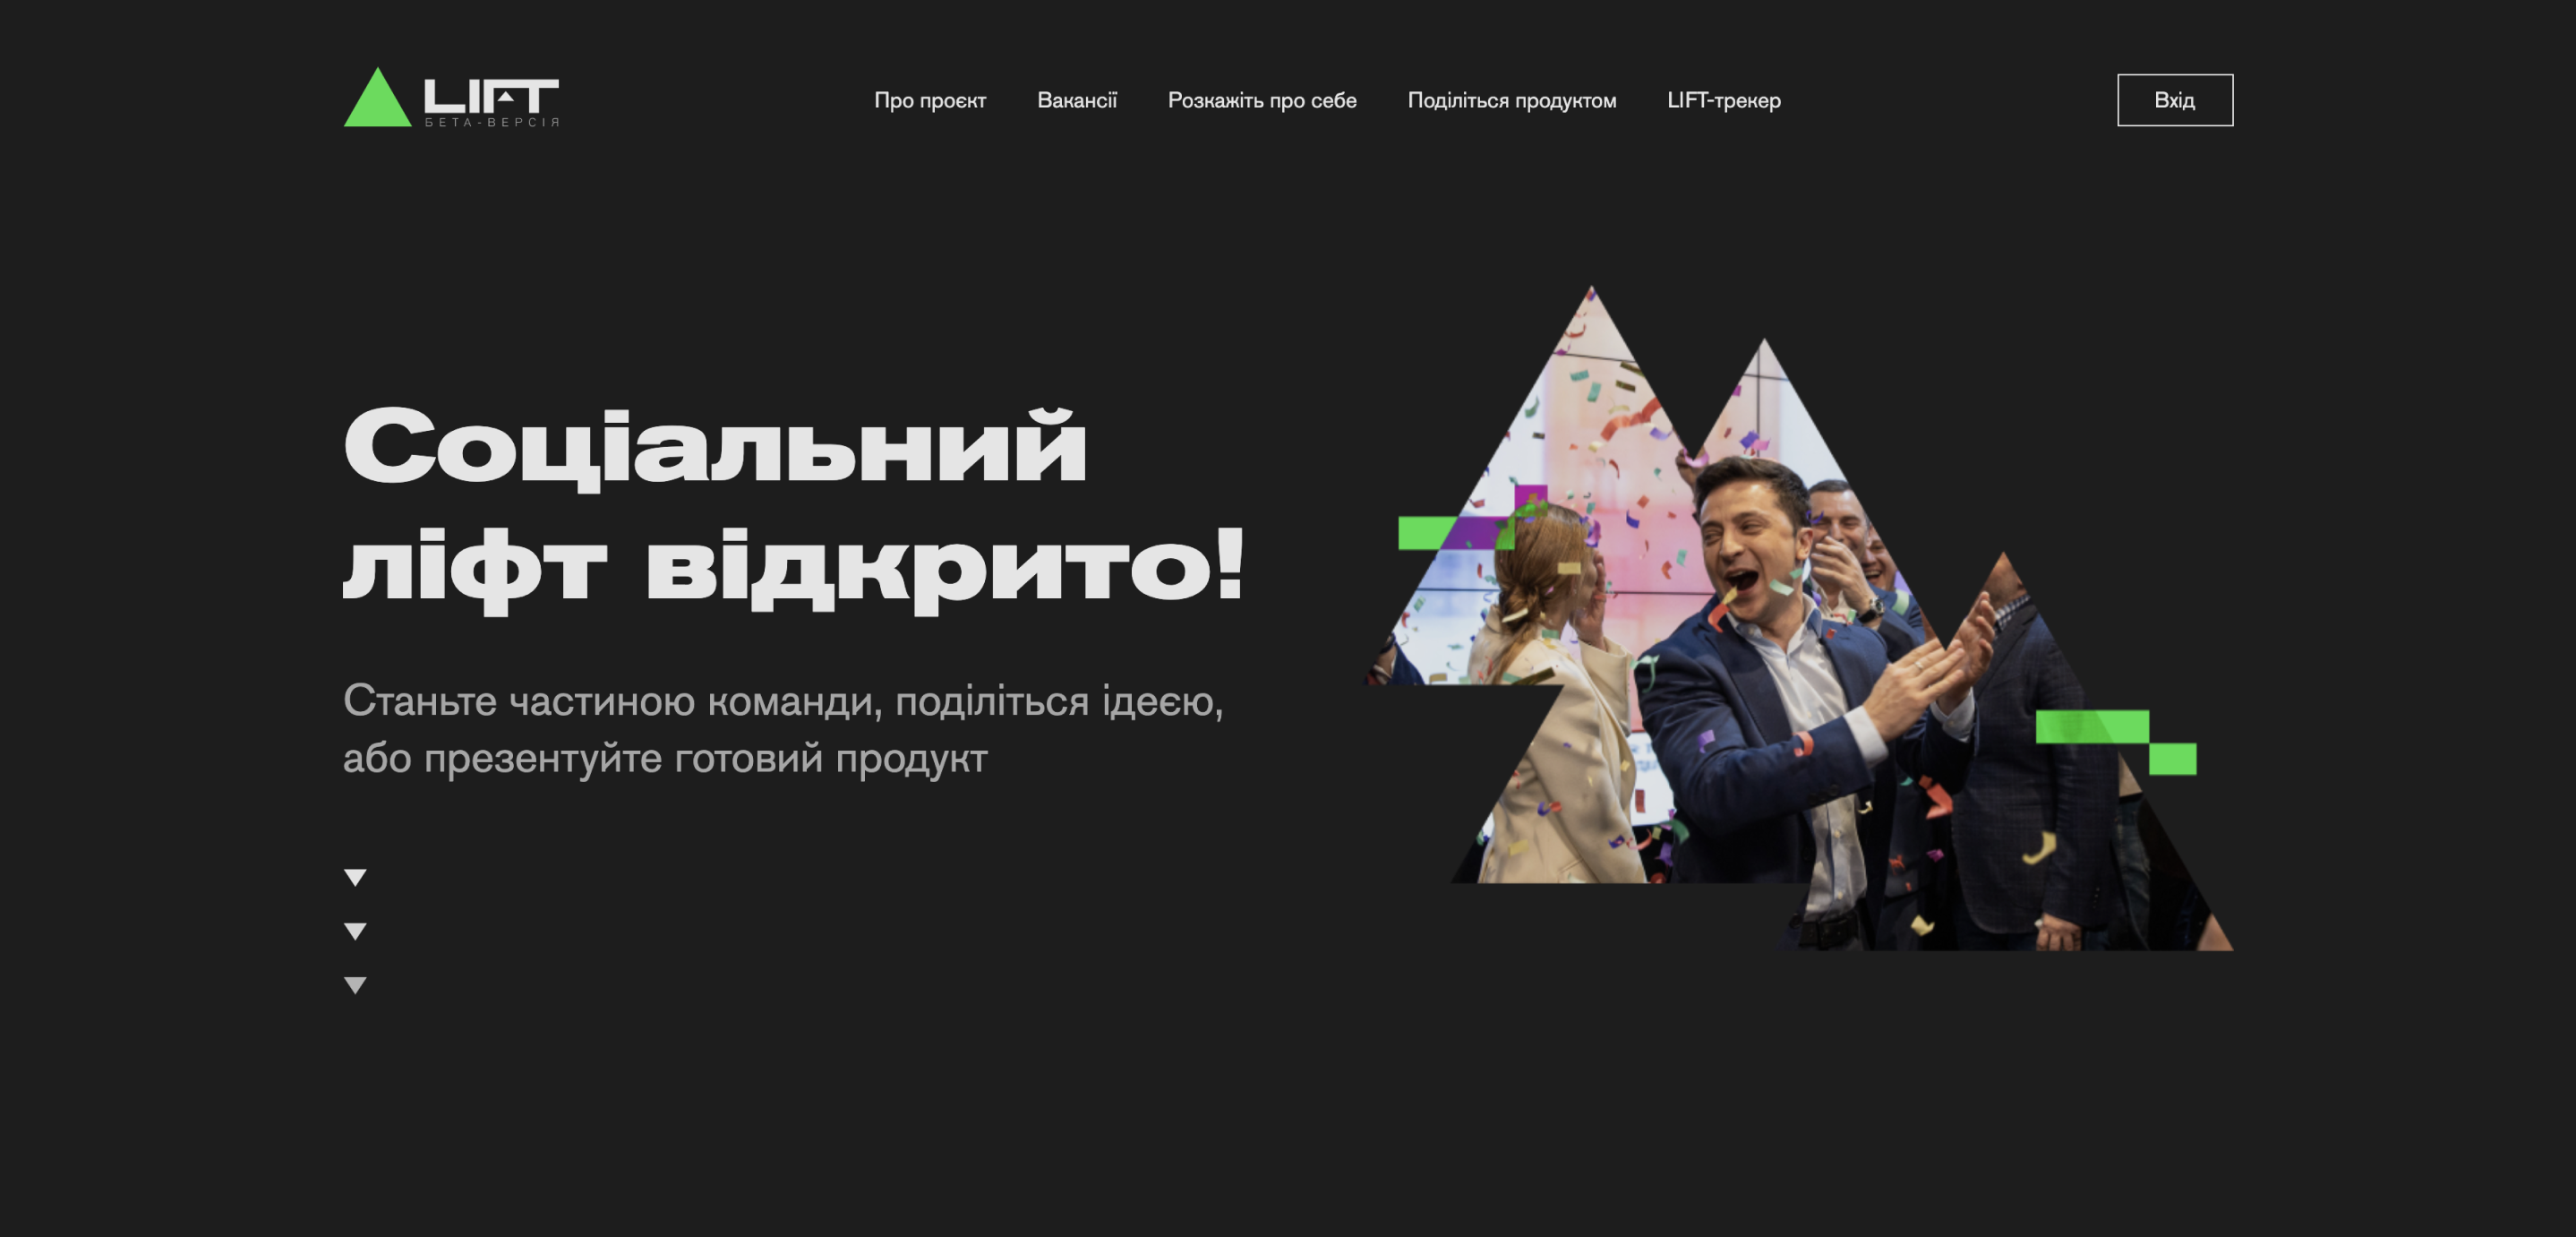 LIFT
БЕТА-ВЕРСІЯ
Про проєкт
Вакансії
Розкажіть про себе
Поділіться продуктом
LIFT-трекер
Вхід
Соціальний
ліфт відкрито!
Станьте частиною команди, поділіться ідеєю,
або презентуйте готовий продукт